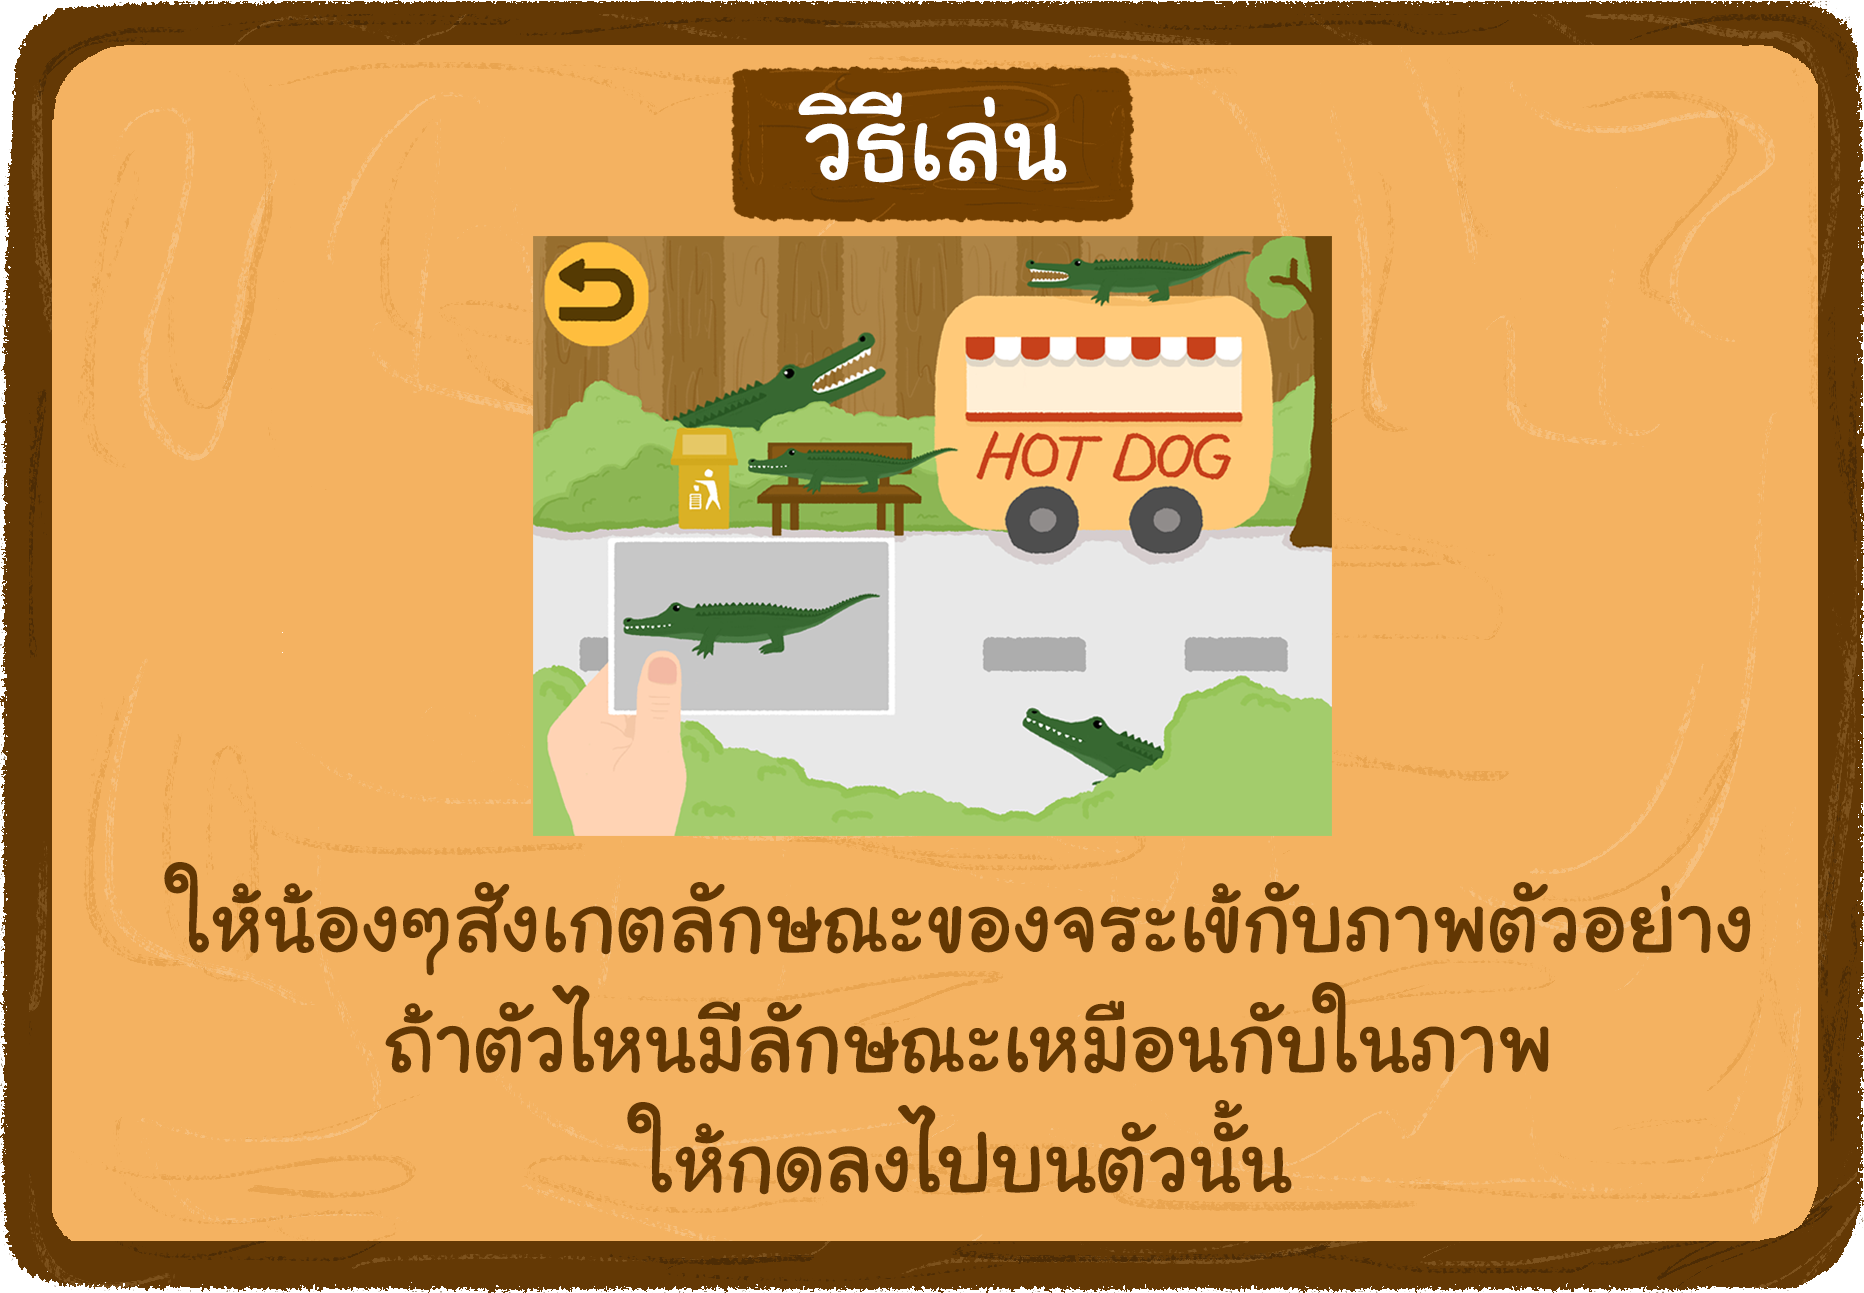 วิธีเล่น
HOT DOG
ให้น้องๆสังเกตลักษณะของจระเข้กับภาพตัวอย่าง
ถ้าตัวไหนมีลักษณะเหมือนกับในภาพ
ให้กดลงไปบนตัวนั้น